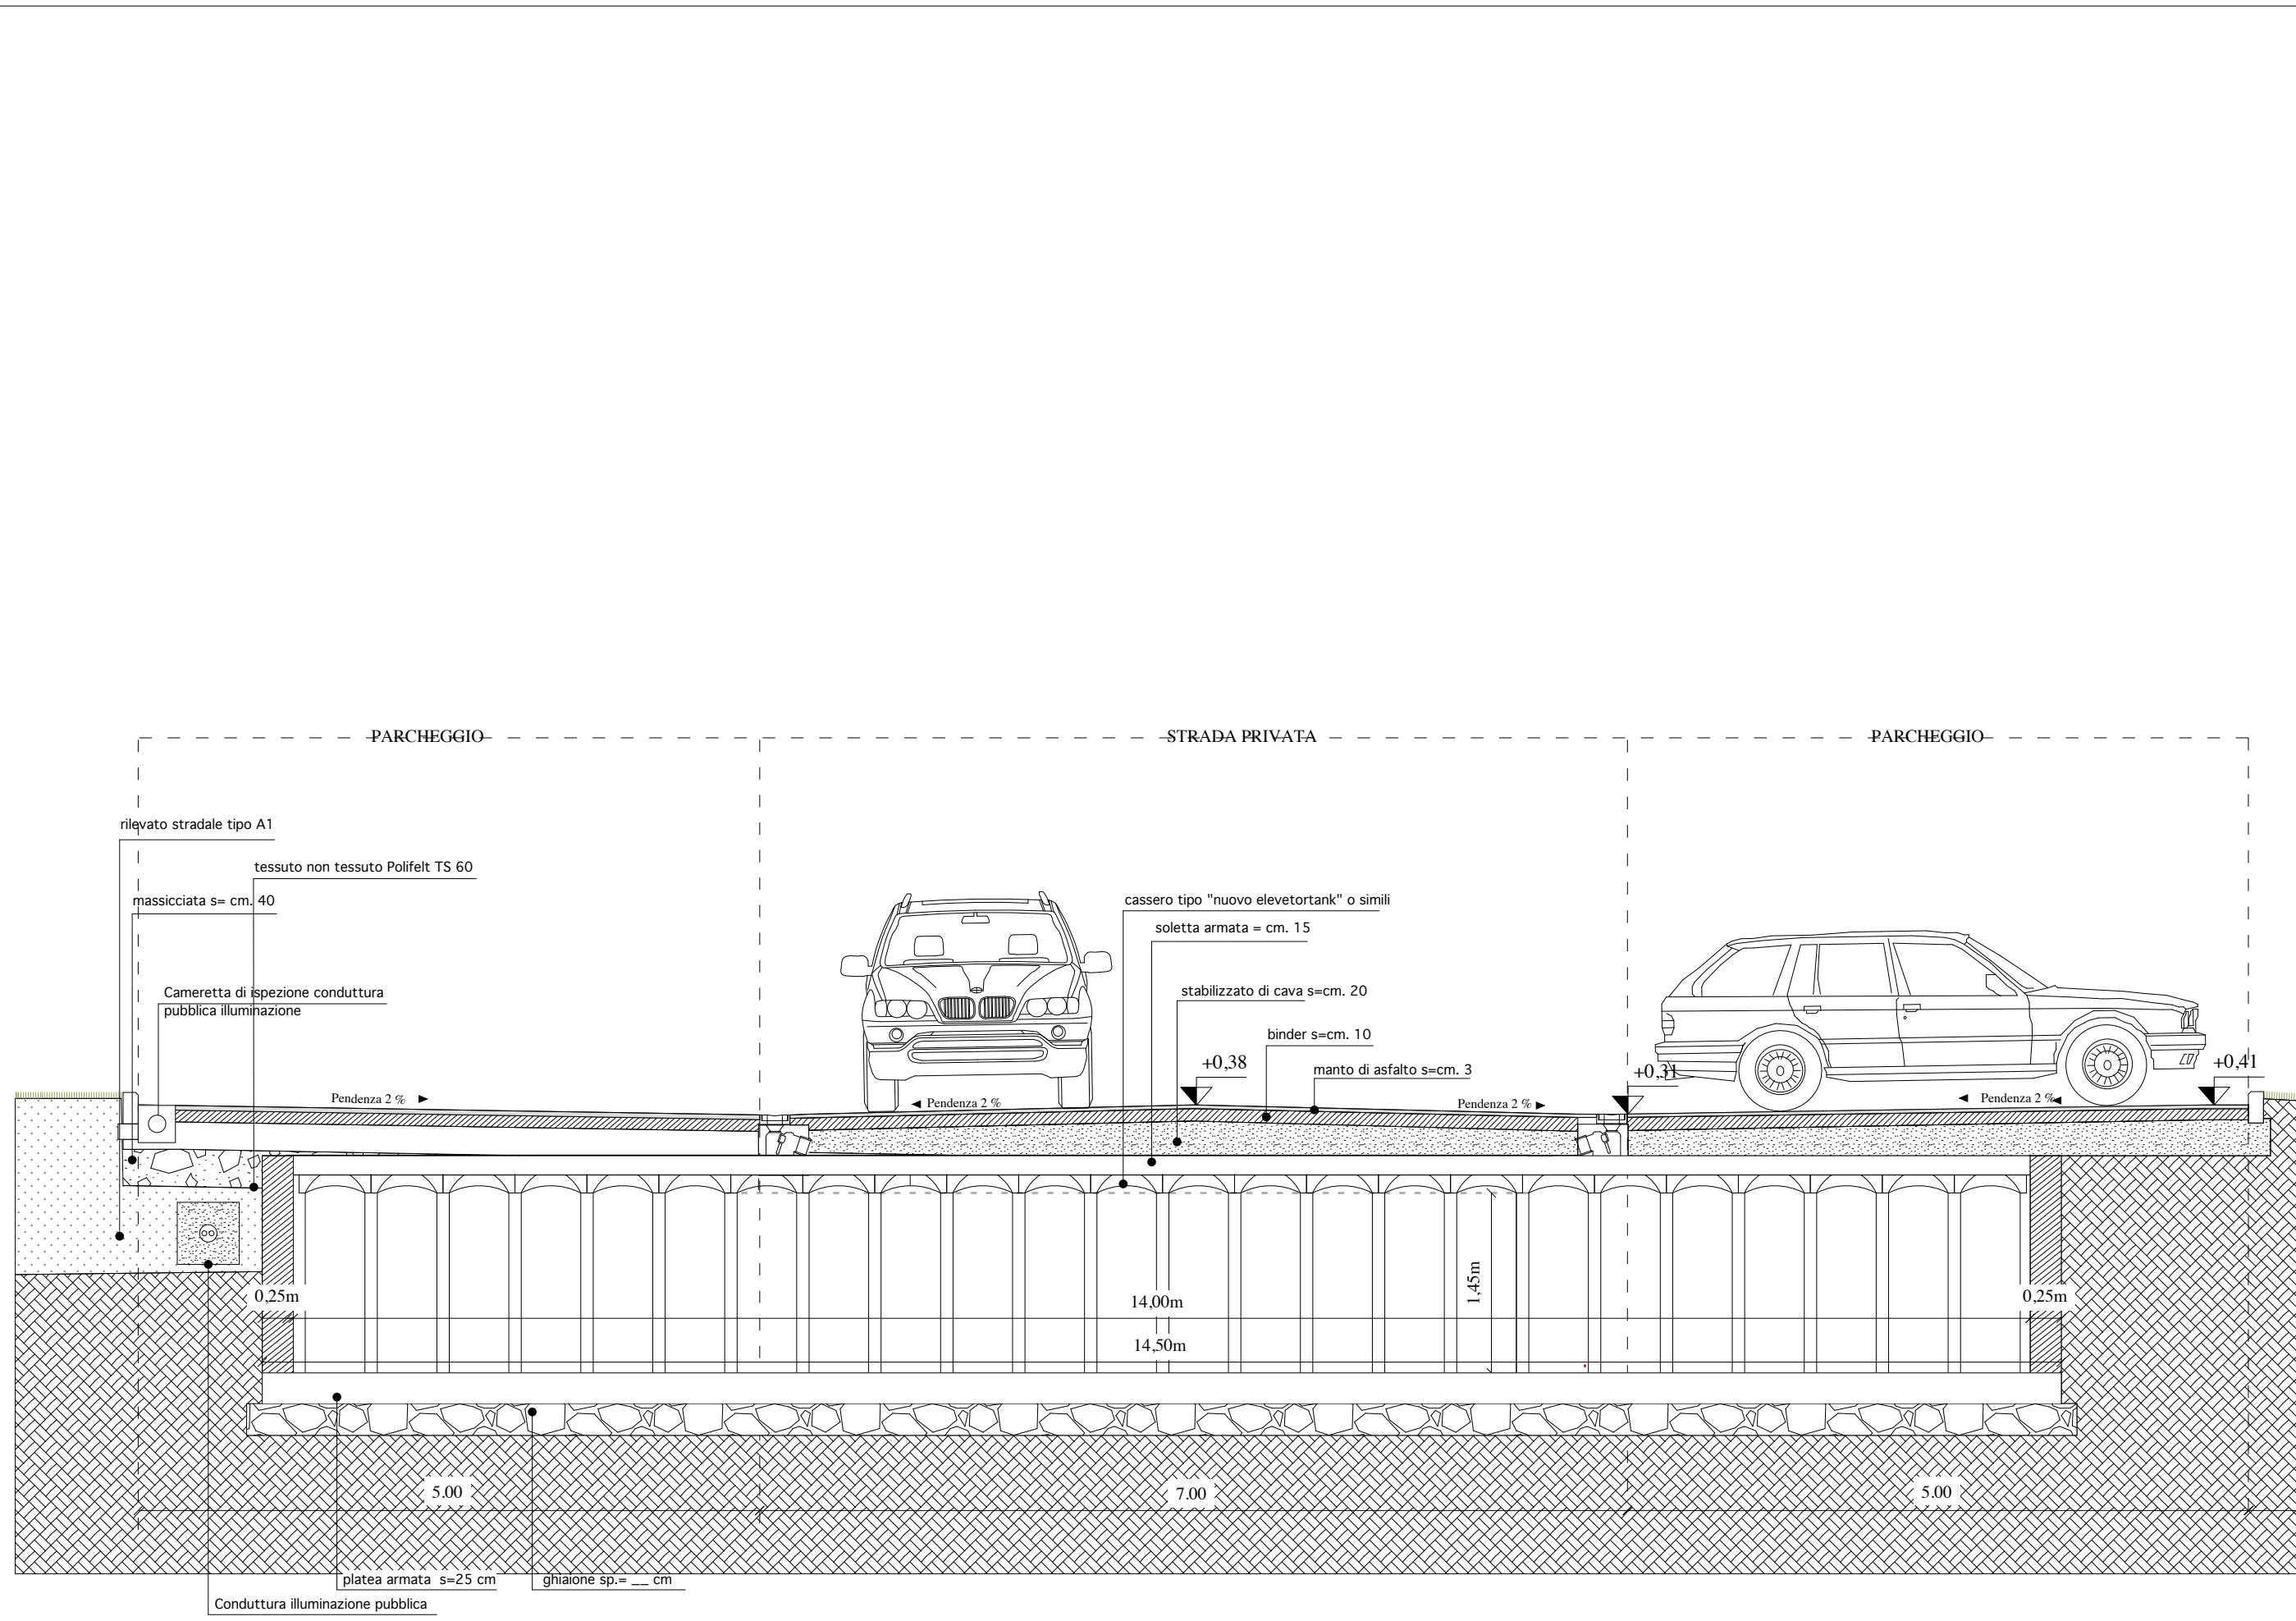 PARCHEGGIO
STRADA PRIVATA
PARCHEGGIO
rilevato stradale tipo A1
tessuto non tessuto Polifelt TS 60
massicciata s= cm. 40
cassero tipo "nuovo elevetortank" o simili
soletta armata = cm. 15
Cameretta di ispezione conduttura
pubblica illuminazione
stabilizzato di cava s=cm. 20
binder s=cm. 10
manto di asfalto s=cm. 3
+0,38
+0,31
+0,41
Pendenza 2 %
Pendenza 2 %
Pendenza 2 %
Pendenza 2 %
0,25m
14,00m
1,45m
0,25m
14,50m
5.00
7.00
5.00
platea armata s=25 cm
ghiaione sp.= __ cm
Conduttura illuminazione pubblica